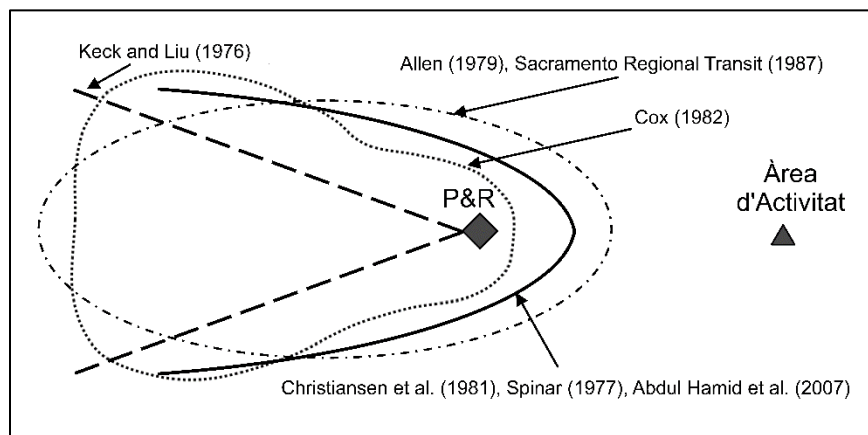 Keck and Liu (1976)
Allen (1979), Sacramento Regional Transit (1987)
Cox (1982)
P&R
Àrea
d'Activitat
Christiansen et al. (1981), Spinar (1977), Abdul Hamid et al. (2007)